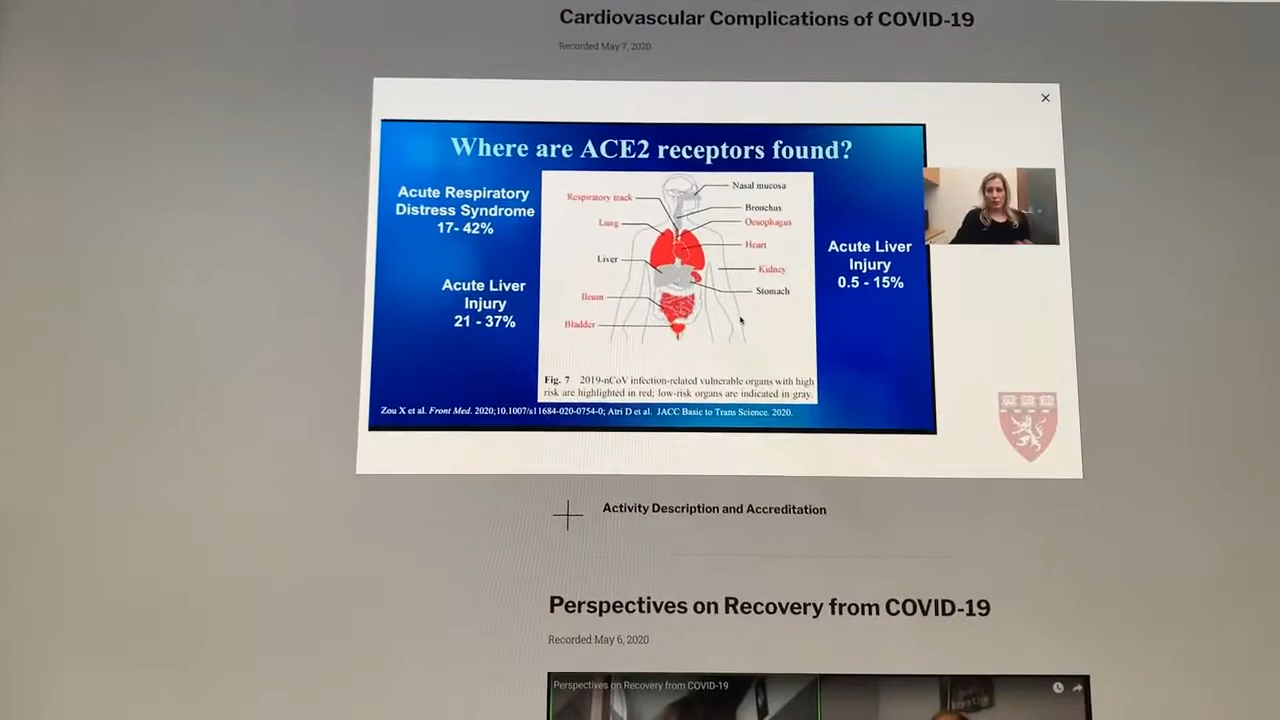 Cardiovascular Complications of COVID-19
Recorded May 7, 2020
Where are ACE2 receptors found?
Acute Respiratory
Distress Syndrome
17- 42%
Acute Liver
Injury
21 - 37%
Respiratory track
Lung
Liver
Ileum
Bladder
Nasal mucosa
Bronchus
Oesophagus
Heart
Kidney
Stomach
Acute Liver
Injury
0.5 - 15%
Fig. 7 2019-nCoV infection-related vulnerable organs with high
risk are highlighted in red; low-risk organs are indicated in gray.
Zou X et al. Front Med. 2020;10.1007/s11684-020-0754-0; Atri D et al. JACC Basic to Trans Science. 2020.
Activity Description and Accreditation
Perspectives on Recovery from COVID-19
Recorded May 6, 2020
Perspectives on Recovery from COVID-19